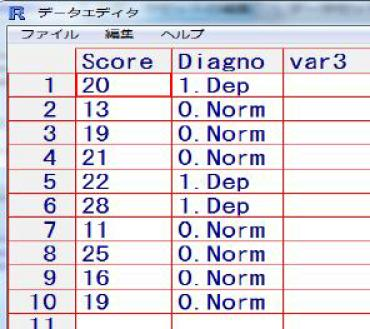 R データエディタ
ファイル 編集 ヘルプ
Score Diagno var3
1 20 1.Dep
2 13 0.Norm
3 19 0.Norm
4 21 0.Norm
5 22 1.Dep
6 28 1.Dep
7 11 0.Norm
8 25 0.Norm
9 16 0.Norm
10 19 0.Norm
11